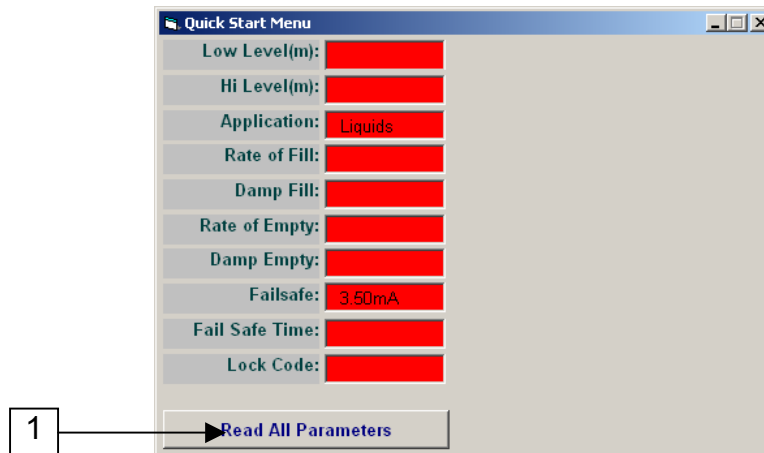 Quick Start Menu
Low Level(m):
Hi Level(m):
Application: Liquids
Rate of Fill:
Damp Fill:
Rate of Empty:
Damp Empty:
Failsafe: 3.50mA
Fail Safe Time:
Lock Code:
1 Read All Parameters